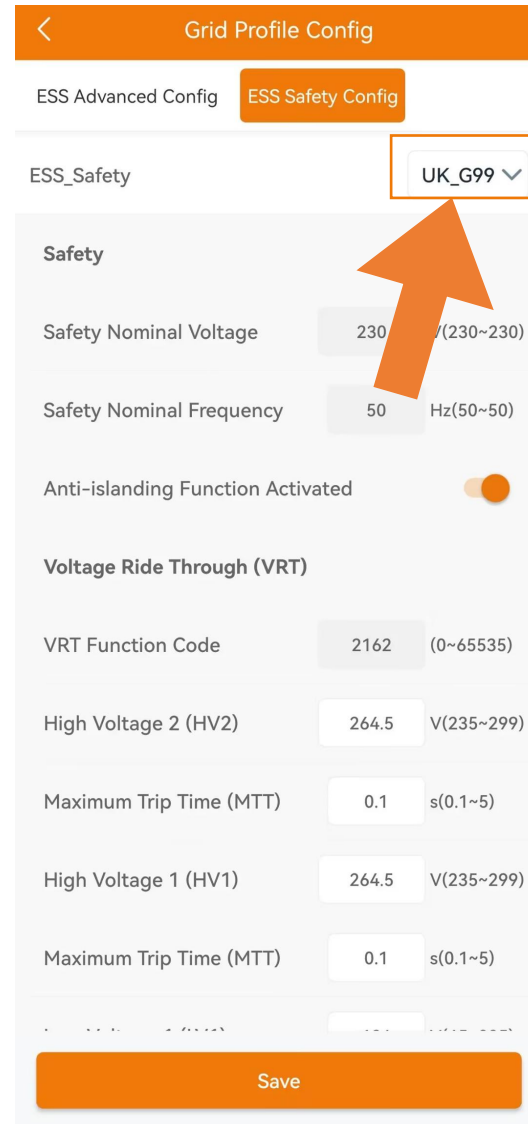 Grid Profile Config
ESS Advanced Config ESS Safety Config
ESS_Safety UK_G99
Safety
Safety Nominal Voltage 230 V(230~230)
Safety Nominal Frequency 50 Hz(50~50)
Anti-islanding Function Activated
Voltage Ride Through (VRT)
VRT Function Code 2162 (0~65535)
High Voltage 2 (HV2) 264.5 V(235~299)
Maximum Trip Time (MTT) 0.1 s(0.1~5)
High Voltage 1 (HV1) 264.5 V(235~299)
Maximum Trip Time (MTT) 0.1 s(0.1~5)
Save